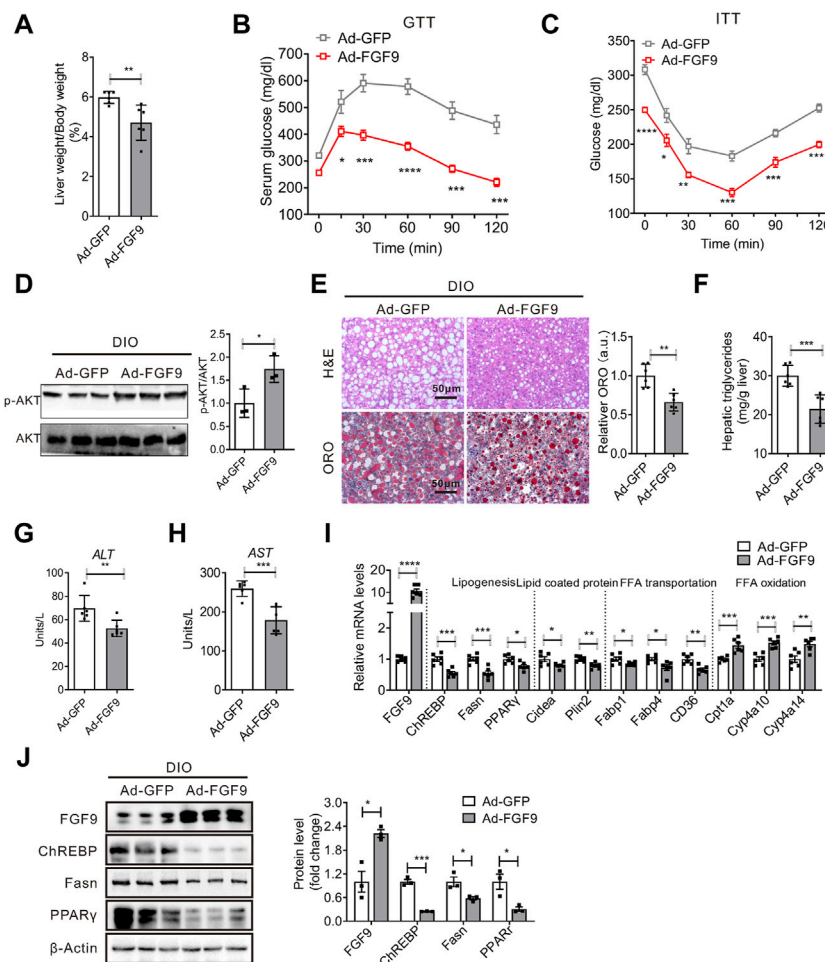 A
**
Liver weight/Body weight
(%)
9
6
3
0
Ad-GFP
Ad-FGF9
B
GTT
Ad-GFP
Ad-FGF9
Serum glucose (mg/dl)
700
600
500
400
300
200
100
* *** **** *** ***
0 30 60 90 120
Time (min)
C
ITT
Ad-GFP
Ad-FGF9
Glucose (mg/dl)
350
300
250
200
150
100
**** * ** *** *** ***
0 30 60 90 120
Time (min)
D
DIO
Ad-GFP Ad-FGF9
p-AKT
AKT
p-AKT/AKT
2.5
2.0
1.5
1.0
0.5
0.0
*
Ad-GFP
Ad-FGF9
E
DIO
Ad-GFP Ad-FGF9
H&E
50μm 50μm
ORO
50μm 50μm
Relativer ORO (a.u.)
1.5
1.0
0.5
0.0
**
Ad-GFP
Ad-FGF9
F
Hepatic triglycerides
(mg/g liver)
40
30
20
10
0
***
Ad-GFP
Ad-FGF9
G
ALT
**
Units/L
100
80
60
40
20
0
Ad-GFP
Ad-FGF9
H
AST
***
Units/L
300
200
100
0
Ad-GFP
Ad-FGF9
I
Ad-GFP
Ad-FGF9
Relative mRNA levels
20
15
10
2
1
0
Lipogenesis Lipid coated protein FFA transportation FFA oxidation
**** *** *** * * ** * * ** *** *** **
FGF9 ChREBP Fasn PPARγ Cidea Plin2 Fabp1 Fabp4 CD36 Cpt1a Cyp4a10 Cyp4a14
J
DIO
Ad-GFP Ad-FGF9
FGF9
ChREBP
Fasn
PPARγ
β-Actin
Ad-GFP
Ad-FGF9
Protein level
(fold change)
3.0
2.4
1.8
1.2
0.6
0.0
* *** * *
FGF9 ChREBP Fasn PPARr